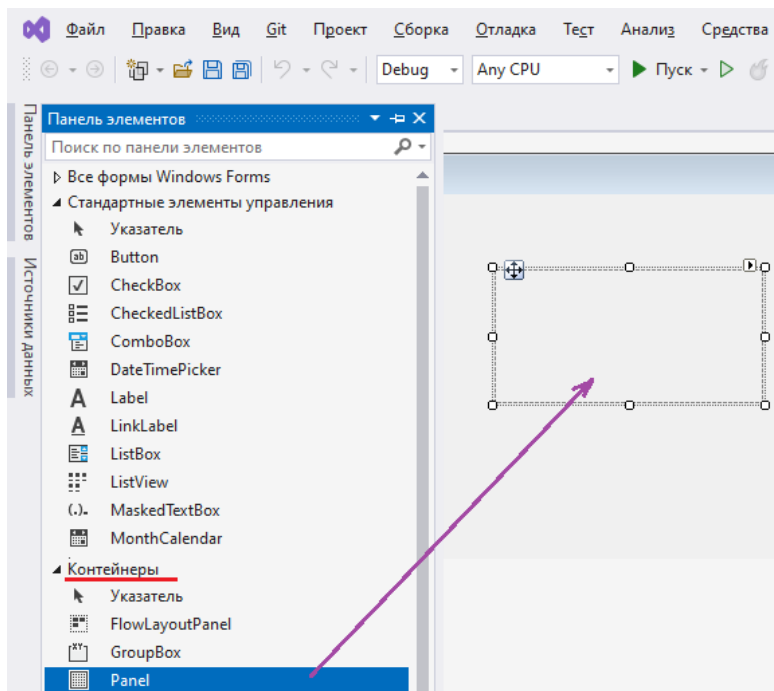 Файл Правка Вид Git Проект Сборка Отладка Тест Анализ Средства
Debug Any CPU Пуск
Панель элементов
Источники данных
Панель элементов
Поиск по панели элементов
Все формы Windows Forms
Стандартные элементы управления
Указатель
Button
CheckBox
CheckedListBox
ComboBox
DateTimePicker
Label
LinkLabel
ListBox
ListView
MaskedTextBox
MonthCalendar
Контейнеры
Указатель
FlowLayoutPanel
GroupBox
Panel